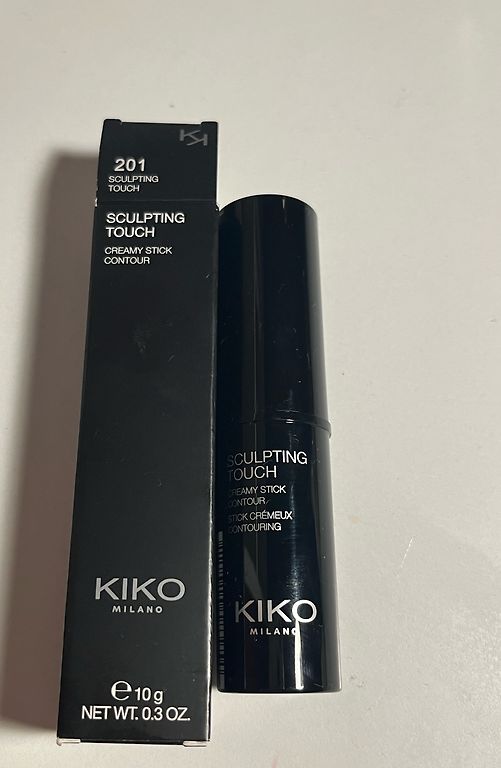 201
SCULPTING
TOUCH
SCULPTING
TOUCH
CREAMY STICK
CONTOUR
KIKO
MILANO
℮ 10 g
NET WT. 0.3 OZ.
SCULPTING
TOUCH
CREAMY STICK
CONTOUR
STICK CRÉMEUX
CONTOURING
KIKO
MILANO